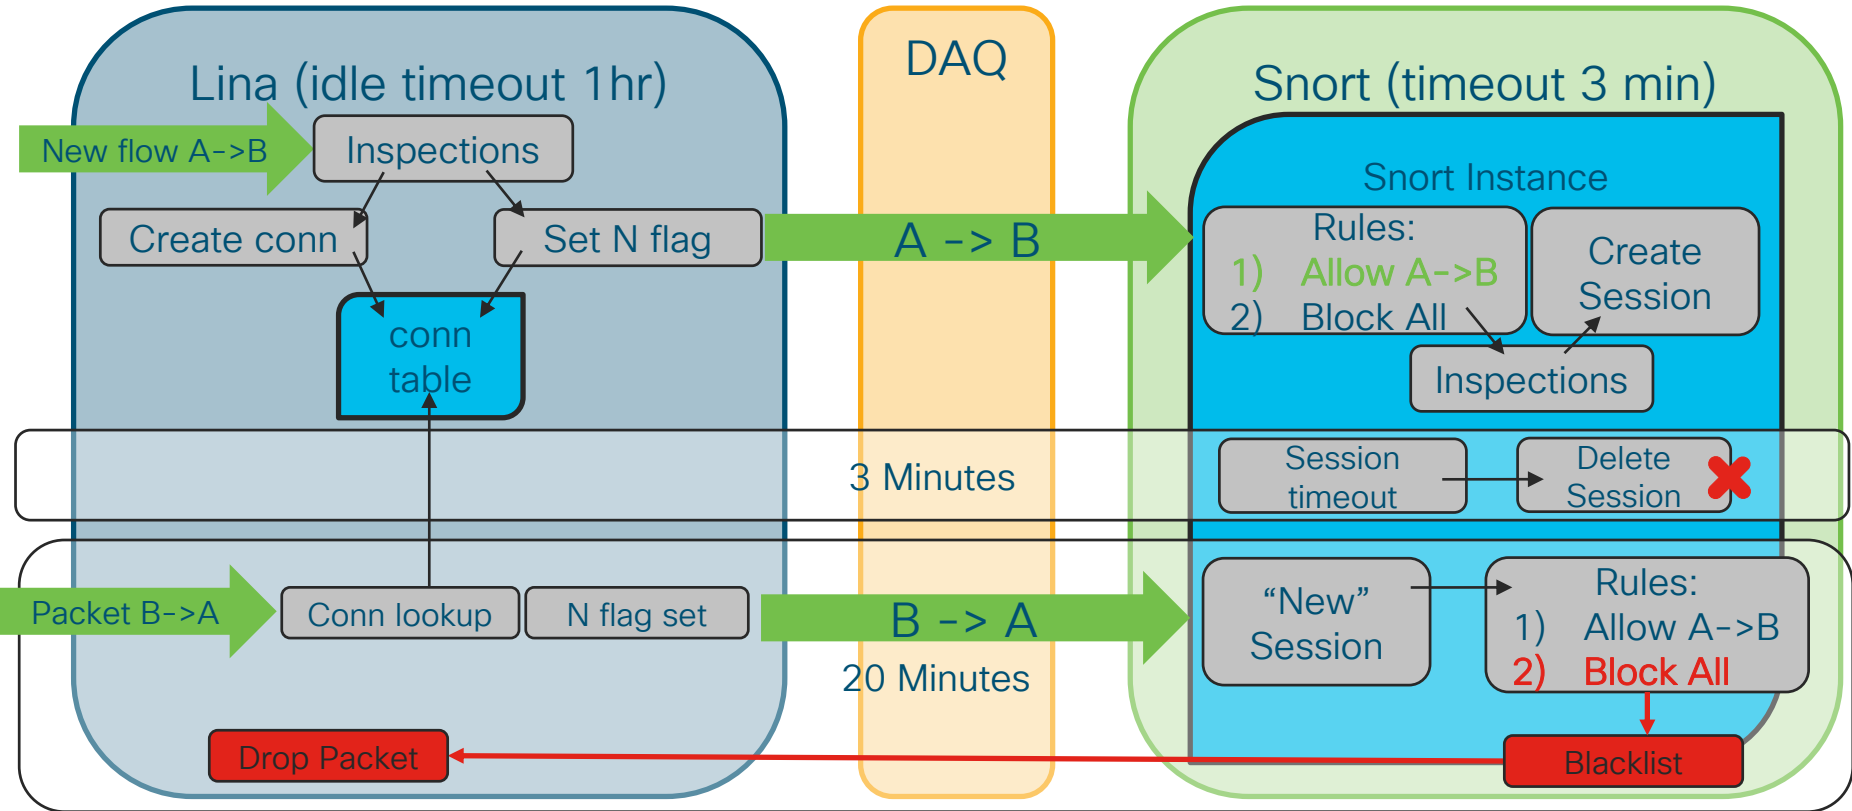 Lina (idle timeout 1hr)
DAQ
Snort (timeout 3 min)
New flow A->B
Inspections
Create conn
Set N flag
conn
table
A -> B
Snort Instance
Rules:
1) Allow A->B
2) Block All
Create
Session
Inspections
3 Minutes
Session
timeout
Delete
Session
Packet B->A
Conn lookup
N flag set
B -> A
20 Minutes
“New”
Session
Rules:
1) Allow A->B
2) Block All
Drop Packet
Blacklist